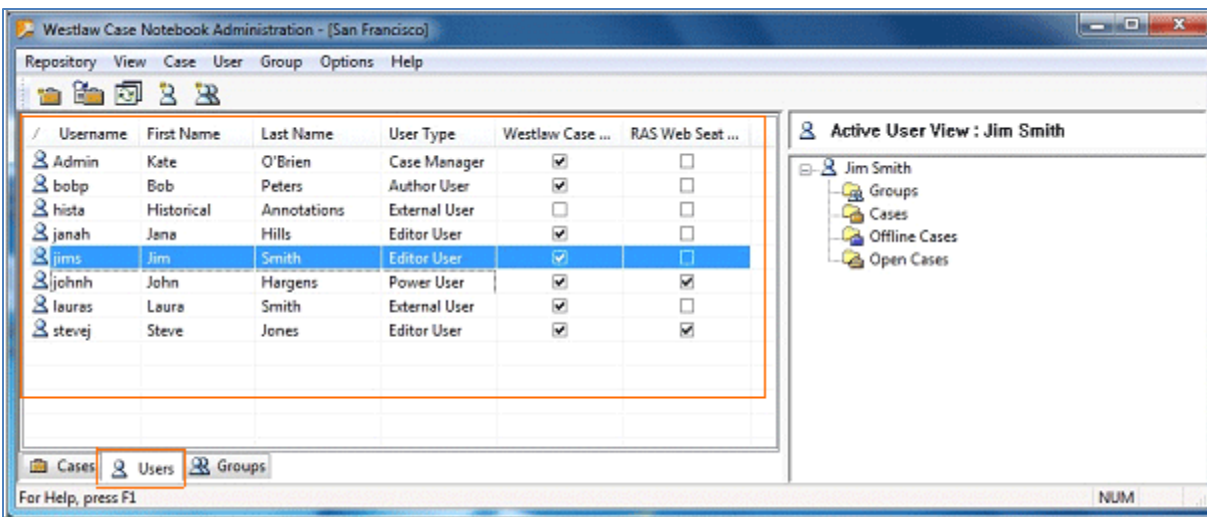 Westlaw Case Notebook Administration - [San Francisco]
Repository View Case User Group Options Help
Username First Name Last Name User Type Westlaw Case ... RAS Web Seat ...
Admin Kate O'Brien Case Manager
bobp Bob Peters Author User
hista Historical Annotations External User
janah Jana Hills Editor User
jims Jim Smith Editor User
johnh John Hargens Power User
lauras Laura Smith External User
stevej Steve Jones Editor User
Active User View : Jim Smith
Jim Smith
Groups
Cases
Offline Cases
Open Cases
Cases Users Groups
For Help, press F1 NUM